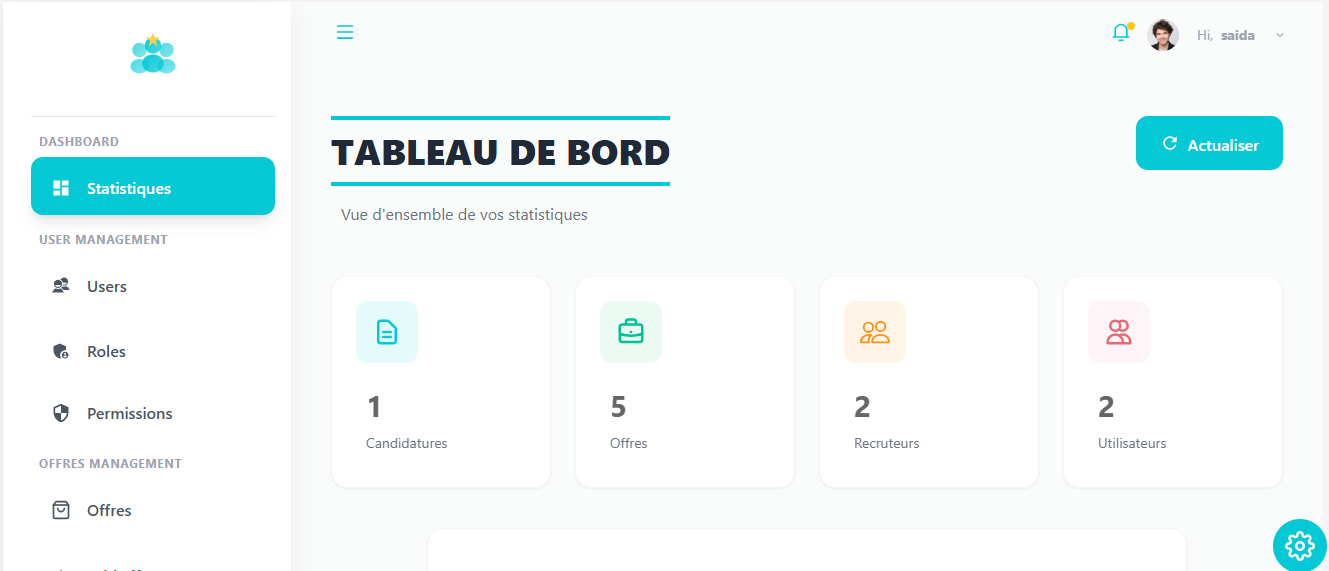 Hi, saida
DASHBOARD
Statistiques
USER MANAGEMENT
Users
Roles
Permissions
OFFRES MANAGEMENT
Offres
TABLEAU DE BORD
Actualiser
Vue d'ensemble de vos statistiques
1
Candidatures
5
Offres
2
Recruteurs
2
Utilisateurs